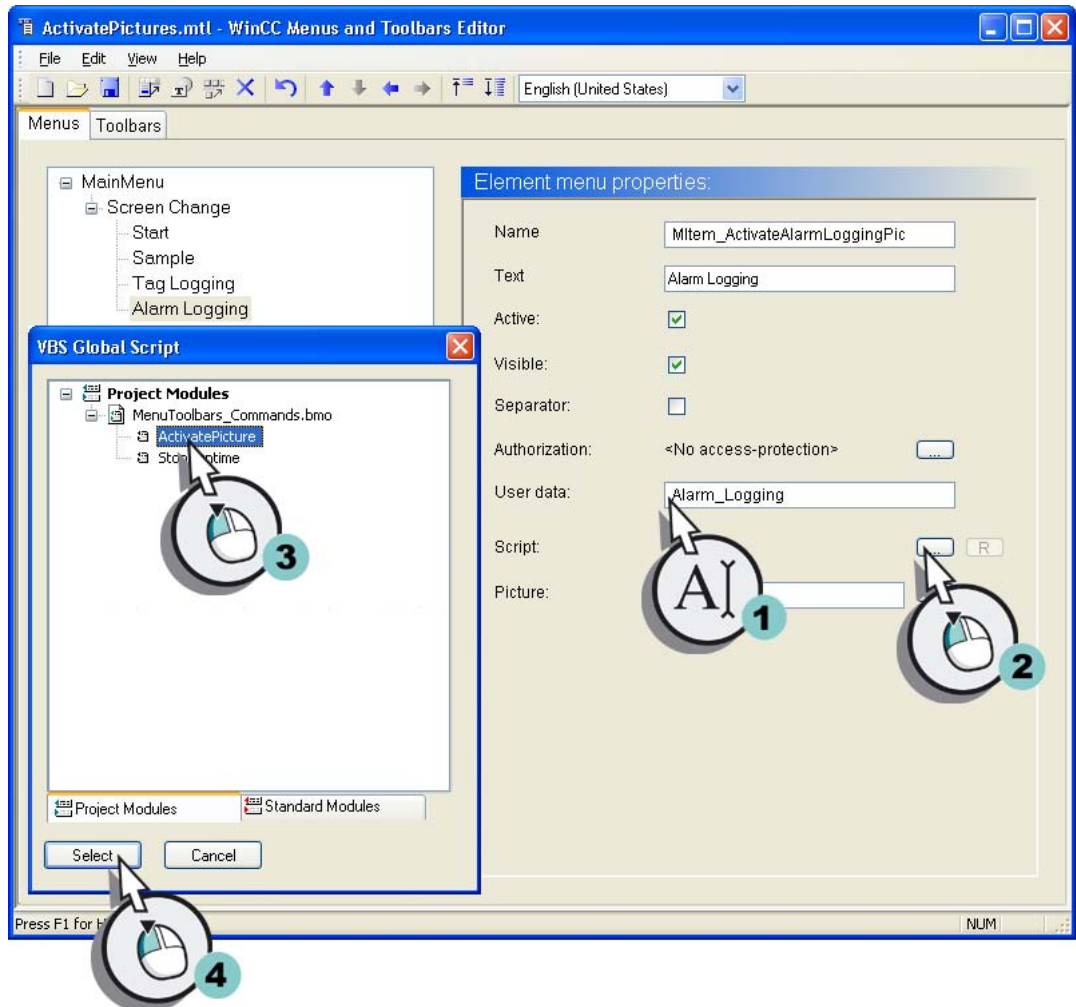 ActivatePictures.mtl - WinCC Menus and Toolbars Editor
File Edit View Help
English (United States)
Menus Toolbars
MainMenu
Screen Change
Start
Sample
Tag Logging
Alarm Logging
Element menu properties:
Name MItem_ActivateAlarmLoggingPic
Text Alarm Logging
Active:
Visible:
Separator:
Authorization: <No access-protection> ...
User data: Alarm_Logging
Script: ... R
Picture:
A
1
2
VBS Global Script
Project Modules
MenuToolbars_Commands.bmo
ActivatePicture
3
Project Modules Standard Modules
Select Cancel
4
Press F1 for
NUM